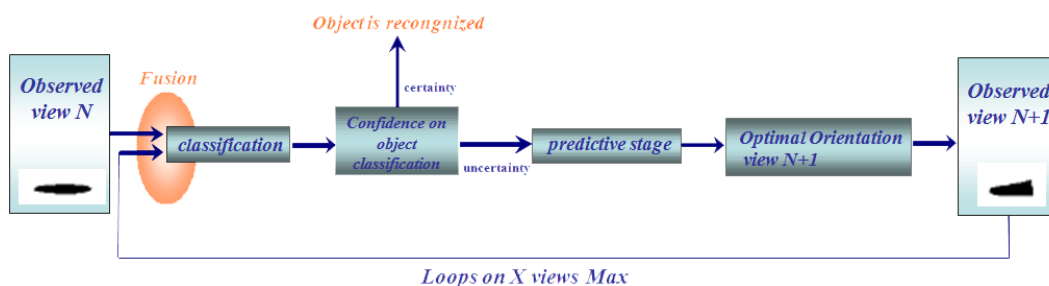 Object is recongnized
Observed
view N
Fusion
certainty
classification
Confidence on
object
classification
uncertainty
predictive stage
Optimal Orientation
view N+1
Observed
view N+1
Loops on X views Max